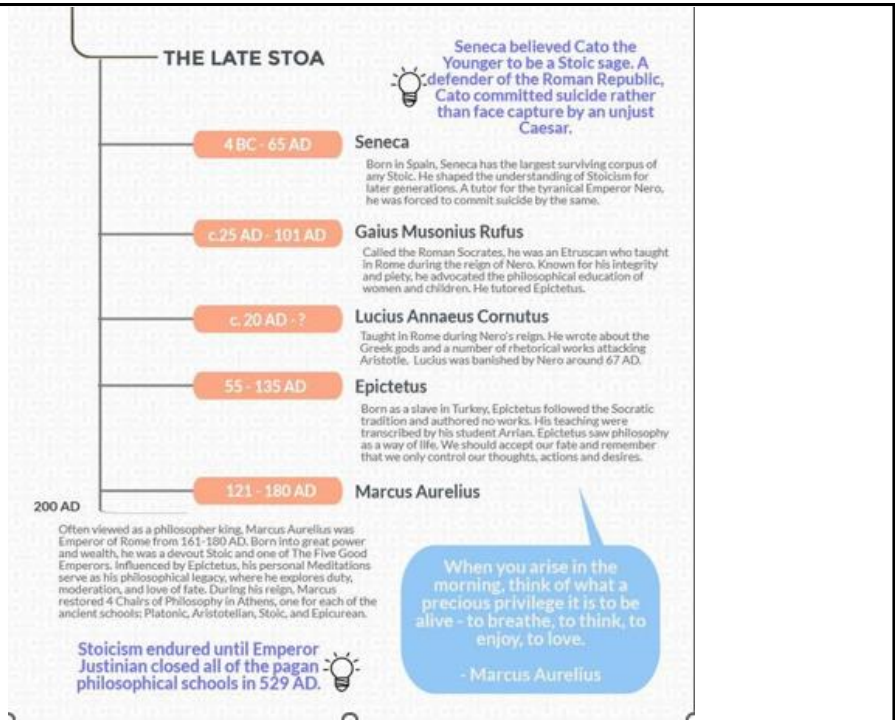 THE LATE STOA
Seneca believed Cato the
Younger to be a Stoic sage. A
defender of the Roman Republic,
Cato committed suicide rather
than face capture by an unjust
Caesar.
4 BC - 65 AD
Seneca
Born in Spain, Seneca has the largest surviving corpus of
any Stoic. He shaped the understanding of Stoicism for
later generations. A tutor for the tyranical Emperor Nero,
he was forced to commit suicide by the same.
c.25 AD - 101 AD
Gaius Musonius Rufus
Called the Roman Socrates, he was an Etruscan who taught
in Rome during the reign of Nero. Known for his integrity
and piety, he advocated the philosophical education of
women and children. He tutored Epictetus.
c. 20 AD - ?
Lucius Annaeus Cornutus
Taught in Rome during Nero's reign. He wrote about the
Greek gods and a number of rhetorical works attacking
Aristotle. Lucius was banished by Nero around 67 AD.
55 - 135 AD
Epictetus
Born as a slave in Turkey, Epictetus followed the Socratic
tradition and authored no works. His teaching were
transcribed by his student Arrian. Epictetus saw philosophy
as a way of life. We should accept our fate and remember
that we only control our thoughts, actions and desires.
121 - 180 AD
Marcus Aurelius
200 AD
Often viewed as a philosopher king, Marcus Aurelius was
Emperor of Rome from 161-180 AD. Born into great power
and wealth, he was a devout Stoic and one of The Five Good
Emperors. Influenced by Epictetus, his personal Meditations
serve as his philosophical legacy, where he explores duty,
moderation, and love of fate. During his reign, Marcus
restored 4 Chairs of Philosophy in Athens, one for each of the
ancient schools: Platonic, Aristotelian, Stoic, and Epicurean.
When you arise in the
morning, think of what a
precious privilege it is to be
alive - to breathe, to think, to
enjoy, to love.
- Marcus Aurelius
Stoicism endured until Emperor
Justinian closed all of the pagan
philosophical schools in 529 AD.